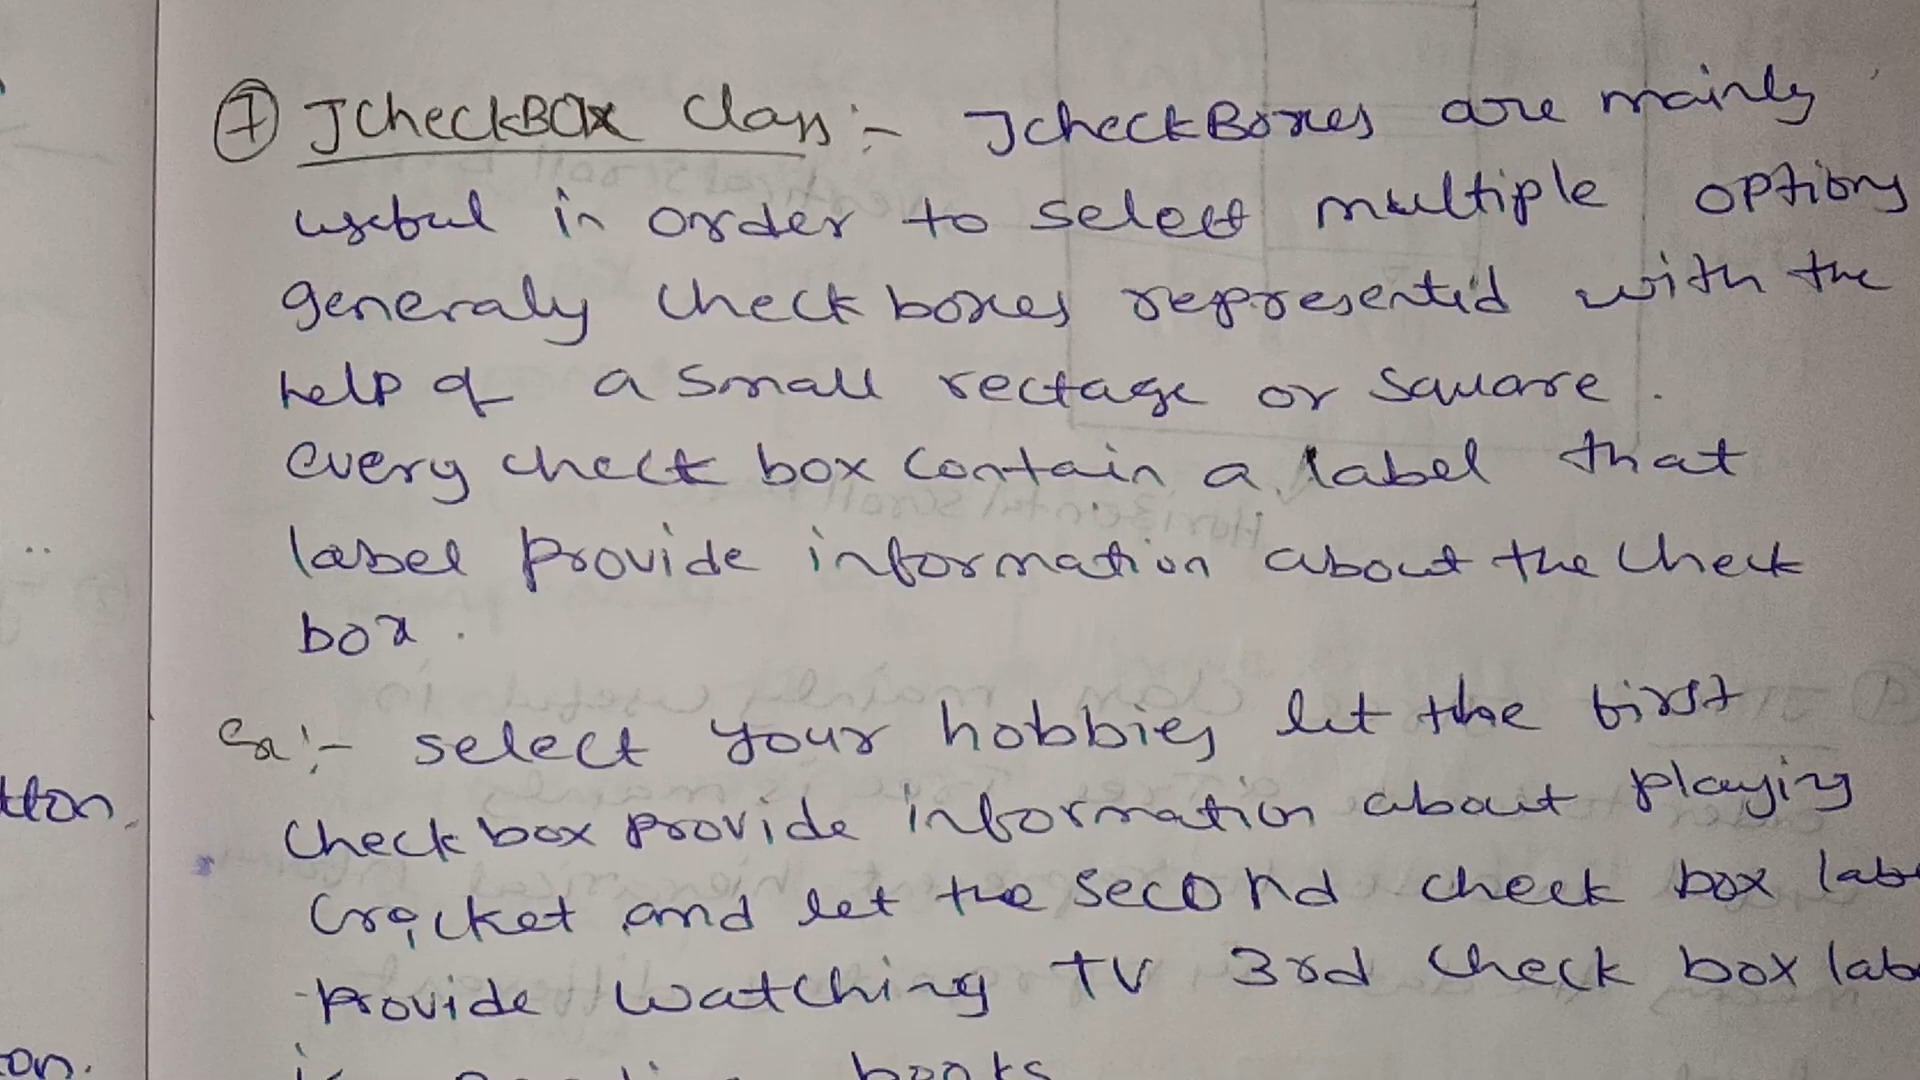 ⑦ JCheckBox class:- JcheckBoxes are mainly
useful in order to select multiple options
generaly check boxes represented with the
help of a small rectage or square.
every check box contain a label that
label provide information about the check
box.
Ex:- select your hobbies let the first
check box provide information about playing
cricket and let the second check box lab
provide watching TV 3rd check box lab
books
tton.
on.